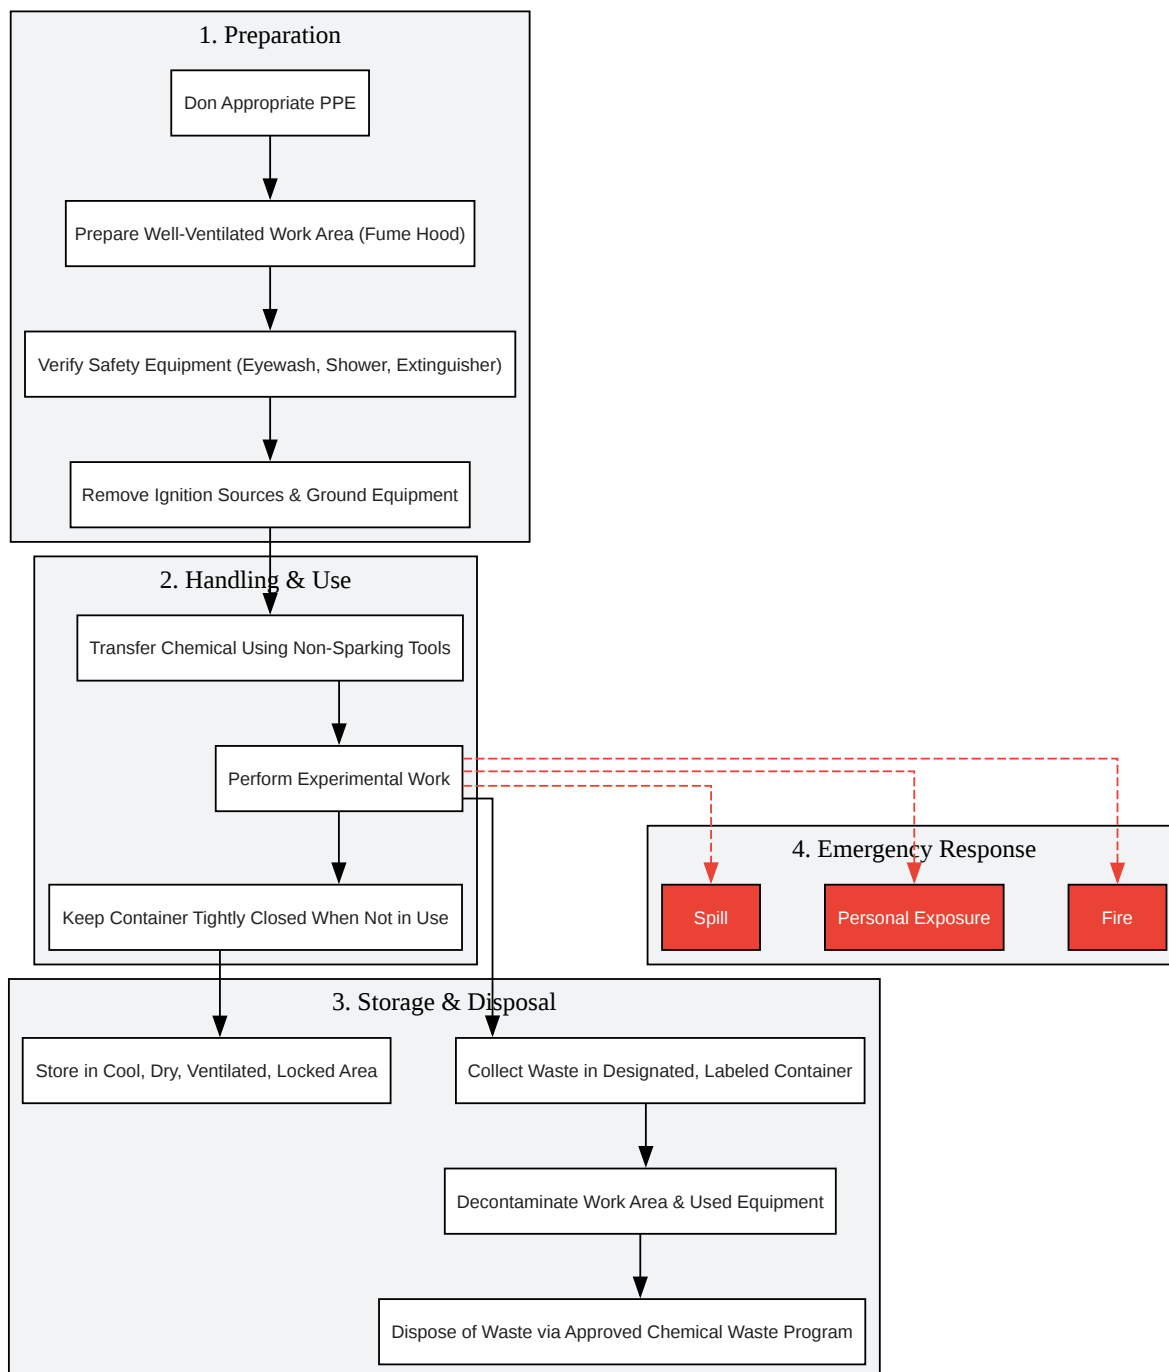 1. Preparation
Don Appropriate PPE
Prepare Well-Ventilated Work Area (Fume Hood)
Verify Safety Equipment (Eyewash, Shower, Extinguisher)
Remove Ignition Sources & Ground Equipment
2. Handling & Use
Transfer Chemical Using Non-Sparking Tools
Perform Experimental Work
Keep Container Tightly Closed When Not in Use
4. Emergency Response
Spill
Personal Exposure
Fire
3. Storage & Disposal
Store in Cool, Dry, Ventilated, Locked Area
Collect Waste in Designated, Labeled Container
Decontaminate Work Area & Used Equipment
Dispose of Waste via Approved Chemical Waste Program